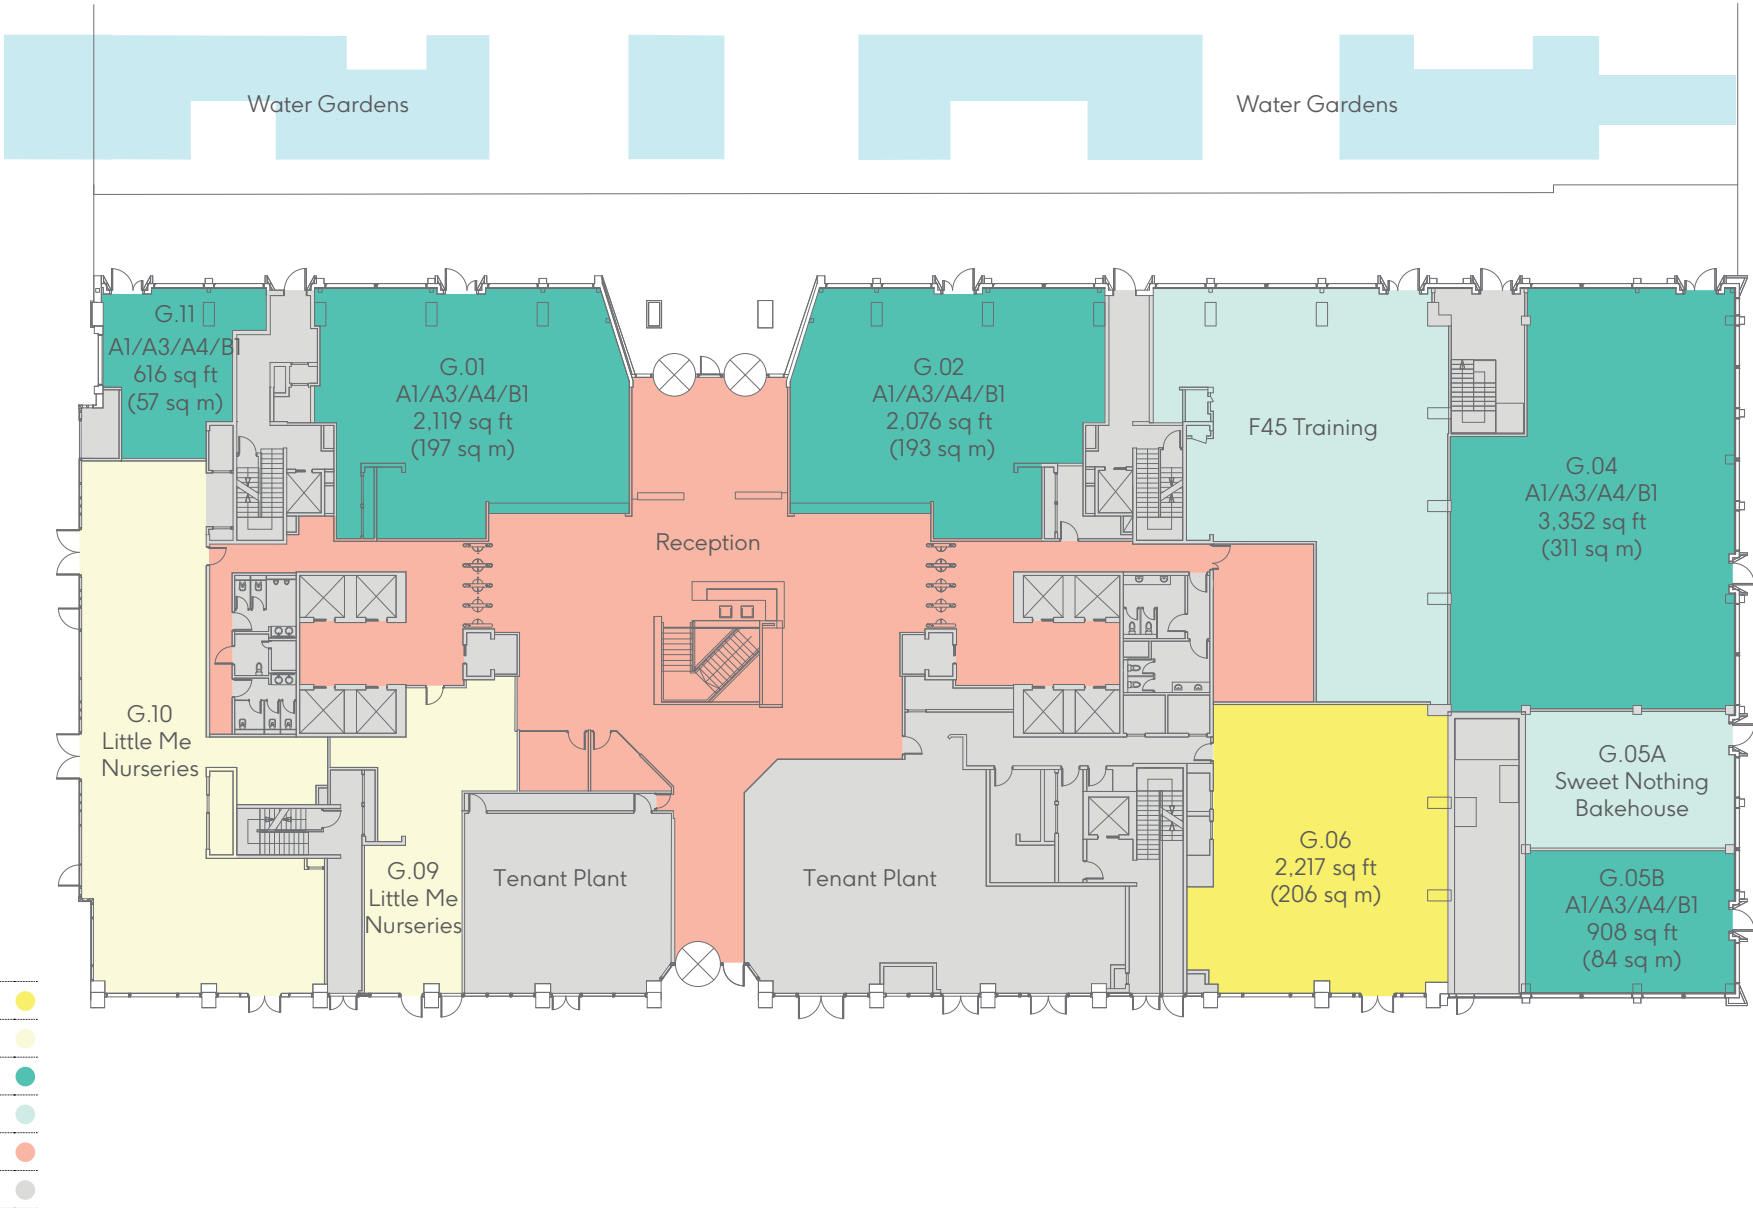 Water Gardens
Water Gardens
G.11
A1/A3/A4/B1
616 sq ft
(57 sq m)
G.01
A1/A3/A4/B1
2,119 sq ft
(197 sq m)
G.02
A1/A3/A4/B1
2,076 sq ft
(193 sq m)
F45 Training
G.04
A1/A3/A4/B1
3,352 sq ft
(311 sq m)
Reception
G.10
Little Me
Nurseries
G.09
Little Me
Nurseries
Tenant Plant
Tenant Plant
G.06
2,217 sq ft
(206 sq m)
G.05A
Sweet Nothing
Bakehouse
G.05B
A1/A3/A4/B1
908 sq ft
(84 sq m)